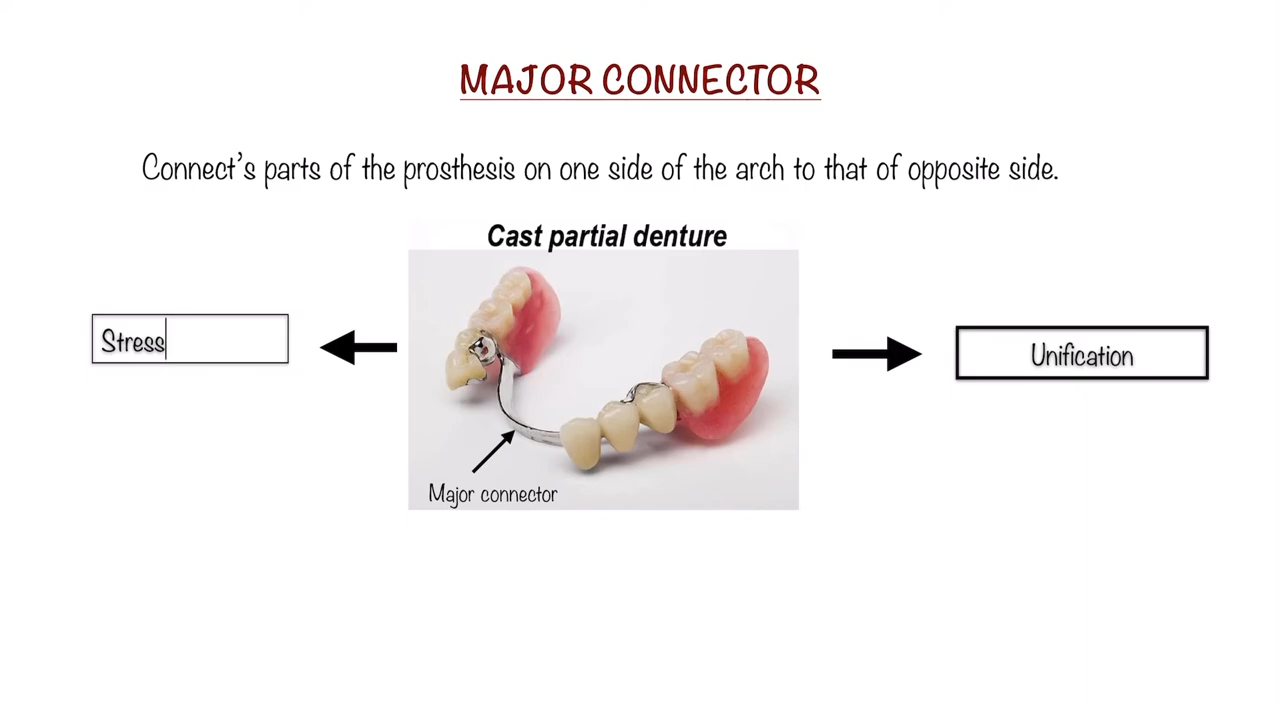 MAJOR CONNECTOR
Connect's parts of the prosthesis on one side of the arch to that of opposite side.
Cast partial denture
Stress
Unification
Major connector